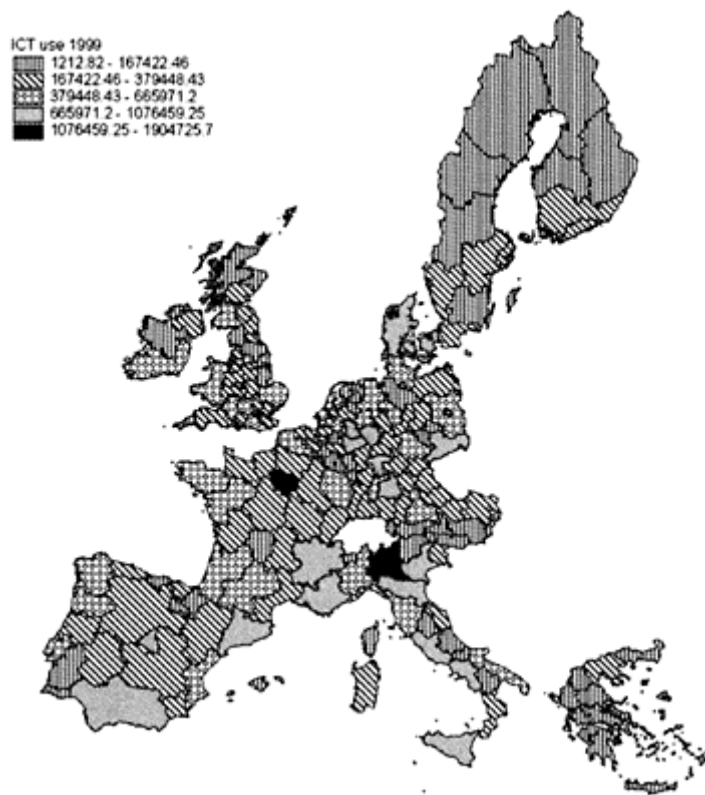 ICT use 1999
1212.82 - 167422.46
167422.46 - 379448.43
379448.43 - 665971.2
665971.2 - 1076459.25
1076459.25 - 1904725.7